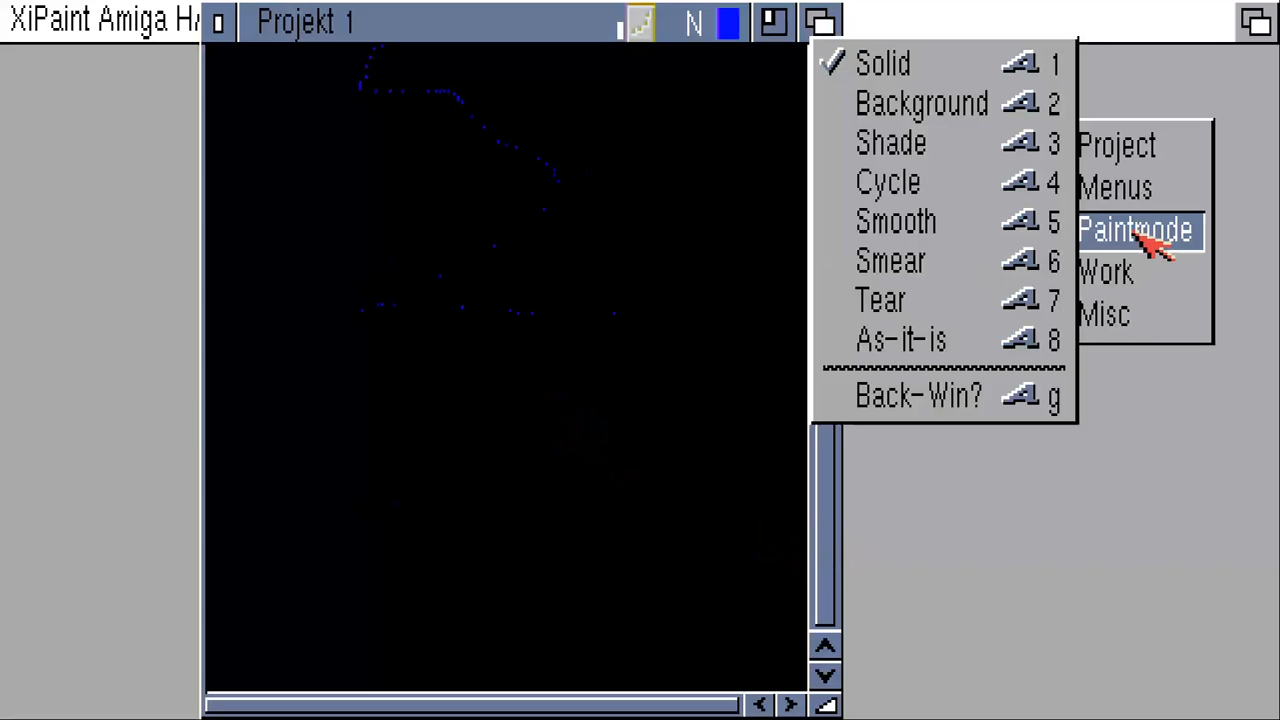 XiPaint Amiga H
Projekt 1
N
Solid A 1
Background A 2
Shade A 3
Cycle A 4
Smooth A 5
Smear A 6
Tear A 7
As-it-is A 8
Back-Win? A g
Project
Menus
Paintmode
Work
Misc